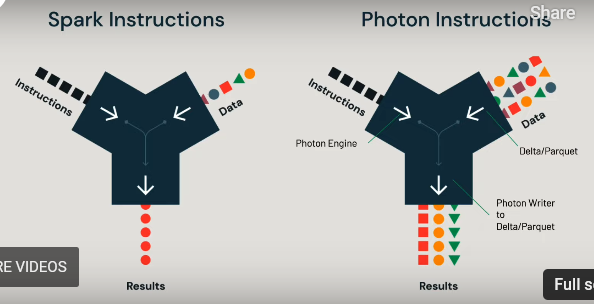 Spark Instructions
Photon Instructions
Share
Instructions
Data
Instructions
Data
Photon Engine
Delta/Parquet
Photon Writer
to
Delta/Parquet
RE VIDEOS
Results
Results
Full s